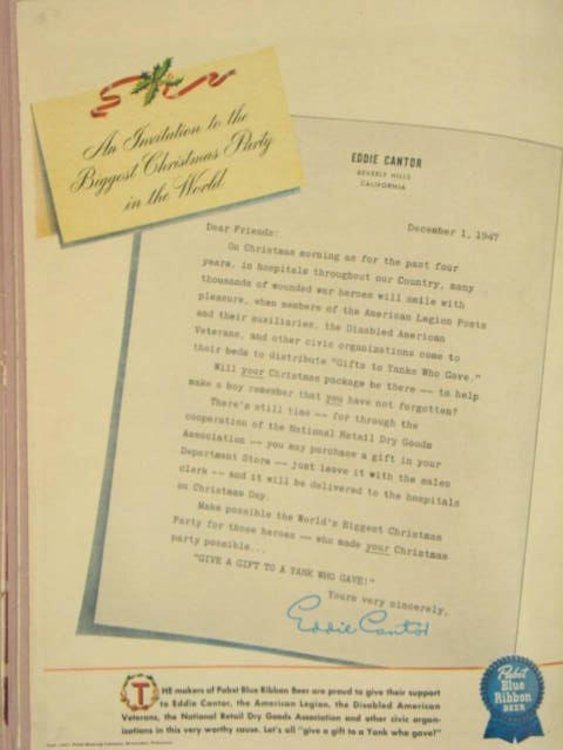 An Invitation to the
Biggest Christmas Party
in the World
EDDIE CANTOR
BEVERLY HILLS
CALIFORNIA
December 1, 1947
Dear Friends:
On Christmas morning as for the past four
years, in hospitals throughout our Country, many
thousands of wounded war heroes will smile with
pleasure, when members of the American Legion Posts
and their auxiliaries, the Disabled American
Veterans, and other civic organizations come to
their beds to distribute "Gifts to Yanks Who Gave."
Will your Christmas package be there -- to help
make a boy remember that you have not forgotten?
There's still time -- for through the
cooperation of the National Retail Dry Goods
Association -- you may purchase a gift in your
Department Store -- just leave it with the sales
clerk -- and it will be delivered to the hospitals
on Christmas Day.
Make possible the World's Biggest Christmas
Party for those heroes -- who made your Christmas
party possible...
"GIVE A GIFT TO A YANK WHO GAVE!"
Yours very sincerely,
Eddie Cantor
THE makers of Pabst Blue Ribbon Beer are proud to give their support
to Eddie Cantor, the American Legion, the Disabled American
Veterans, the National Retail Dry Goods Association and other civic organ-
izations in this very worthy cause. Let's all "give a gift to a Yank who gave!"
Pabst
Blue
Ribbon
BEER